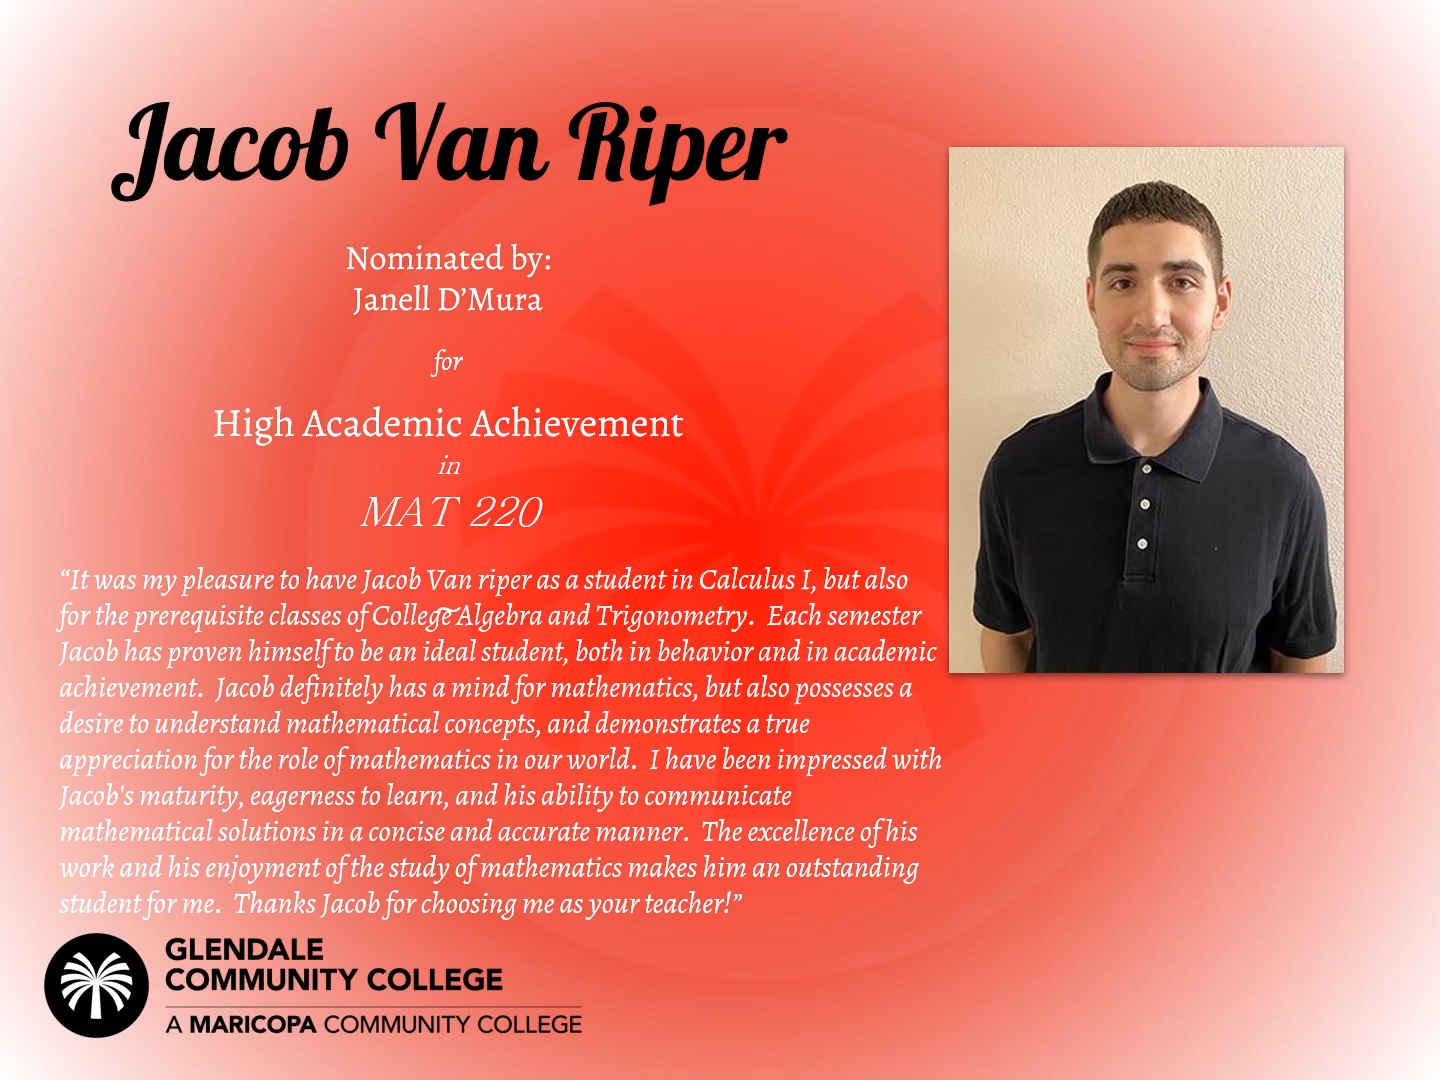 Jacob Van Riper
Nominated by:
Janell D’Mura
for
High Academic Achievement
in
MAT 220
“It was my pleasure to have Jacob Van riper as a student in Calculus I, but also
for the prerequisite classes of College Algebra and Trigonometry.  Each semester
Jacob has proven himself to be an ideal student, both in behavior and in academic
achievement.  Jacob definitely has a mind for mathematics, but also possesses a
desire to understand mathematical concepts, and demonstrates a true
appreciation for the role of mathematics in our world.  I have been impressed with
Jacob's maturity, eagerness to learn, and his ability to communicate
mathematical solutions in a concise and accurate manner.  The excellence of his
work and his enjoyment of the study of mathematics makes him an outstanding
student for me.  Thanks Jacob for choosing me as your teacher!”
GLENDALE
COMMUNITY COLLEGE
A MARICOPA COMMUNITY COLLEGE